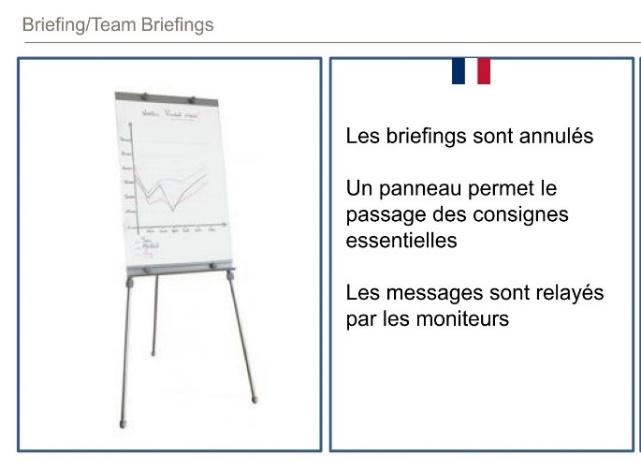 Briefing/Team Briefings
Les briefings sont annulés
Un panneau permet le
passage des consignes
essentielles
Les messages sont relayés
par les moniteurs